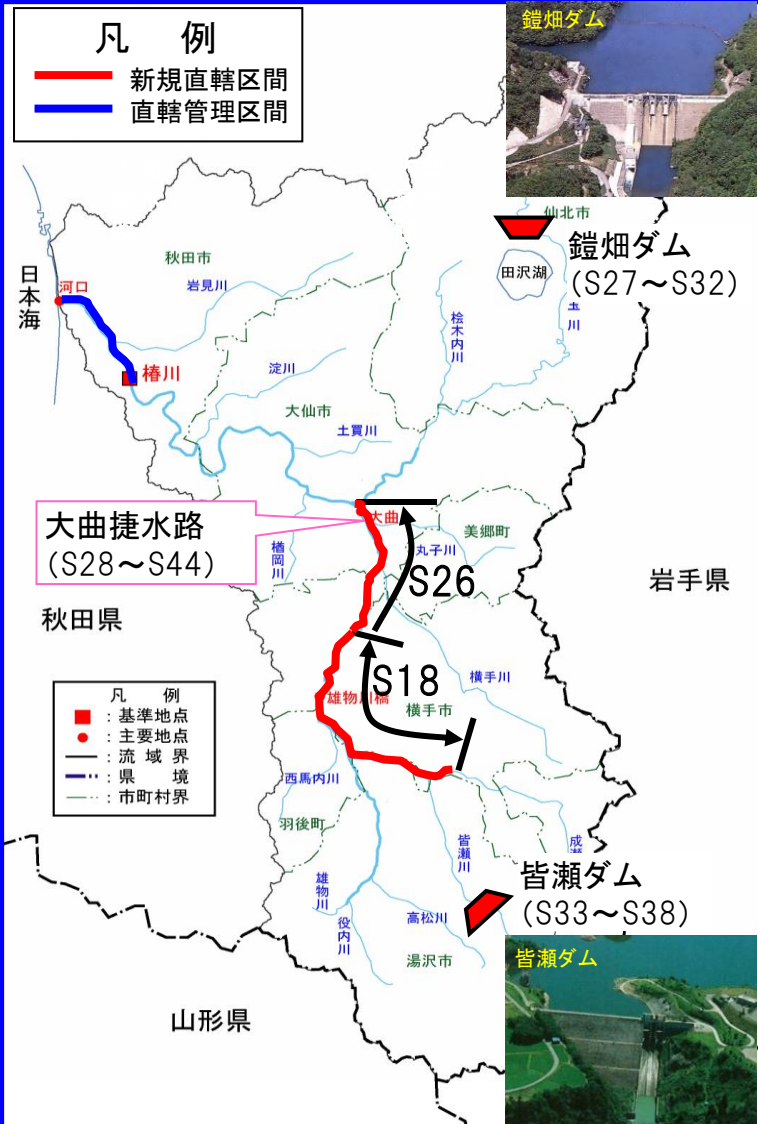 凡 例
新規直轄区間
直轄管理区間
鎧畑ダム
仙北市
鎧畑ダム
(S27～S32)
田沢湖
玉川
秋田市
日本海
河口
岩見川
桧木内川
椿川
淀川
大仙市
土買川
大曲捷水路
(S28～S44)
大曲
美郷町
楢岡川
丸子川
S26
岩手県
秋田県
S18
横手川
雄物川橋
横手市
凡 例
：基準地点
：主要地点
：流 域 界
：県 境
：市町村界
西馬内川
羽後町
皆瀬川
成瀬
皆瀬ダム
(S33～S38)
雄物川
役内川
高松川
湯沢市
山形県
皆瀬ダム